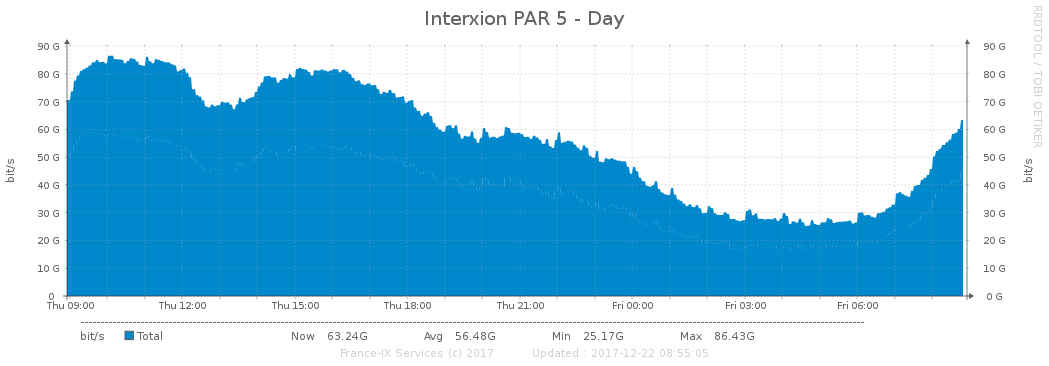 Interxion PAR 5 - Day
RRDTOOL / TOBI OETIKER
90 G 90 G
80 G 80 G
70 G 70 G
60 G 60 G
50 G 50 G
40 G 40 G
30 G 30 G
20 G 20 G
10 G 10 G
0 0 G
bit/s bit/s
Thu 09:00 Thu 12:00 Thu 15:00 Thu 18:00 Thu 21:00 Fri 00:00 Fri 03:00 Fri 06:00
bit/s Total Now 63.24G Avg 56.48G Min 25.17G Max 86.43G
France-IX Services (c) 2017 Updated : 2017-12-22 08:55:05